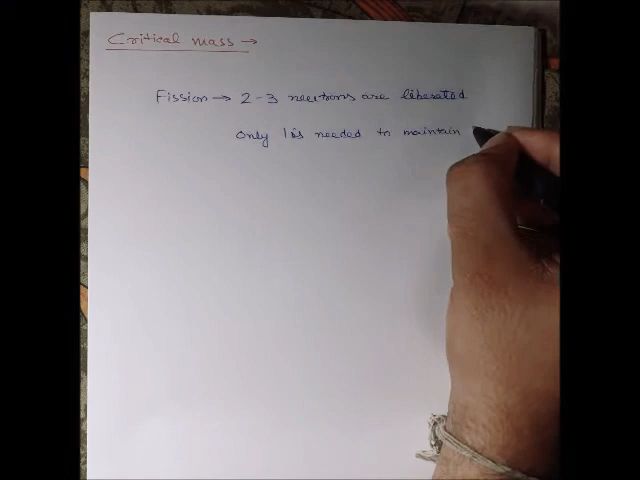 Critical mass →
Fission → 2-3 neutrons are liberated
Only 1 is needed to maintain